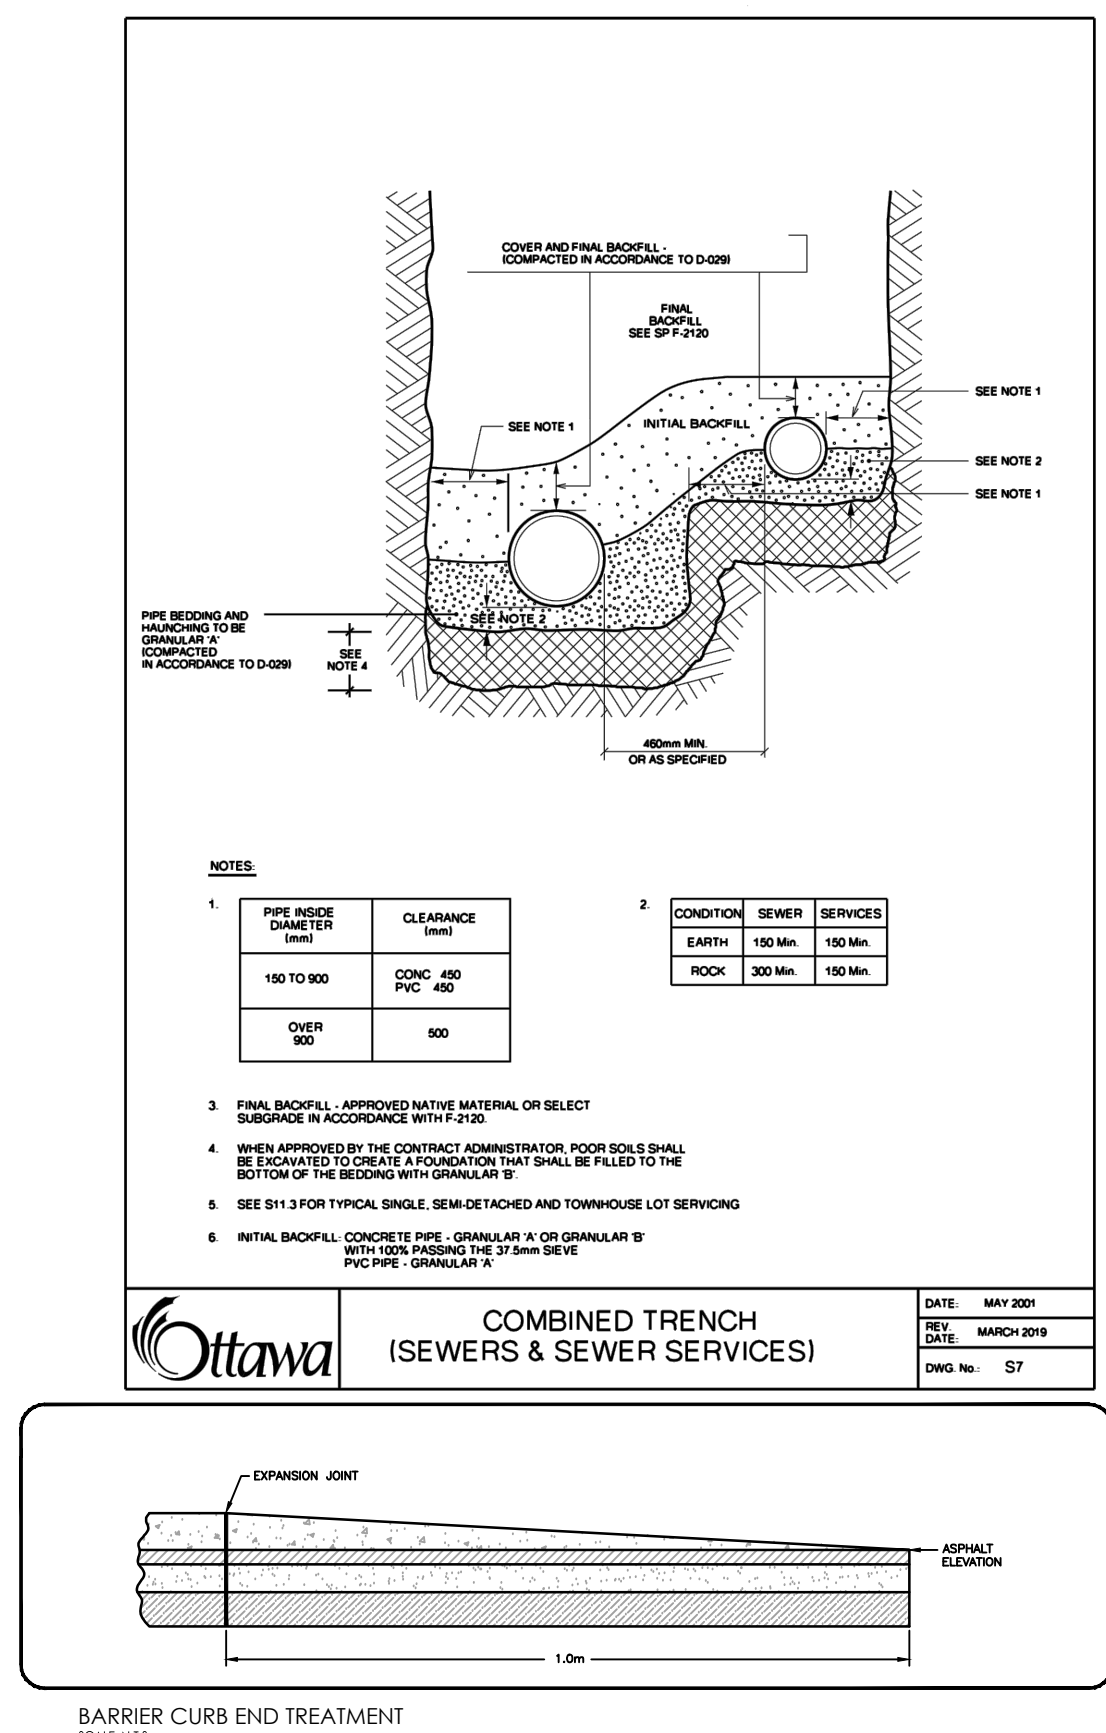 COVER AND FINAL BACKFILL -
(COMPACTED IN ACCORDANCE TO D-029)
FINAL
BACKFILL
SEE SP F-2120
SEE NOTE 1
INITIAL BACKFILL
SEE NOTE 1
SEE NOTE 2
SEE NOTE 1
PIPE BEDDING AND
HAUNCHING TO BE
GRANULAR 'A'
(COMPACTED
IN ACCORDANCE TO D-029)
SEE NOTE 2
SEE
NOTE 4
460mm MIN.
OR AS SPECIFIED
NOTES:
1.
PIPE INSIDE
DIAMETER
(mm)
CLEARANCE
(mm)
150 TO 900
CONC 450
PVC 450
OVER
900
500
2.
CONDITION SEWER SERVICES
EARTH 150 Min. 150 Min.
ROCK 300 Min. 150 Min.
3. FINAL BACKFILL - APPROVED NATIVE MATERIAL OR SELECT
SUBGRADE IN ACCORDANCE WITH F-2120.
4. WHEN APPROVED BY THE CONTRACT ADMINISTRATOR, POOR SOILS SHALL
BE EXCAVATED TO CREATE A FOUNDATION THAT SHALL BE FILLED TO THE
BOTTOM OF THE BEDDING WITH GRANULAR 'B'.
5. SEE S11.3 FOR TYPICAL SINGLE, SEMI-DETACHED AND TOWNHOUSE LOT SERVICING
6. INITIAL BACKFILL: CONCRETE PIPE - GRANULAR 'A' OR GRANULAR 'B'
WITH 100% PASSING THE 37.5mm SIEVE
PVC PIPE - GRANULAR 'A'
Ottawa
COMBINED TRENCH
(SEWERS & SEWER SERVICES)
DATE: MAY 2001
REV.
DATE: MARCH 2019
DWG. No.: S7
EXPANSION JOINT
ASPHALT
ELEVATION
1.0m
BARRIER CURB END TREATMENT